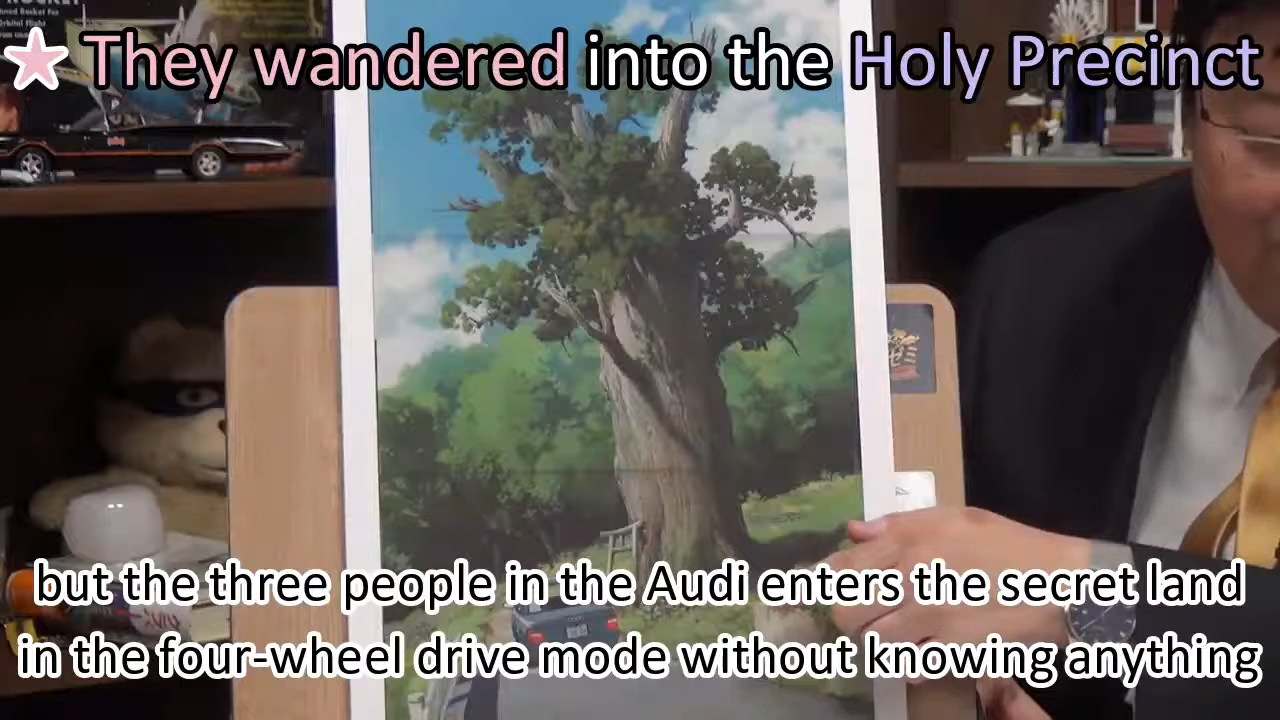 They wandered into the Holy Precinct
but the three people in the Audi enters the secret land
in the four-wheel drive mode without knowing anything